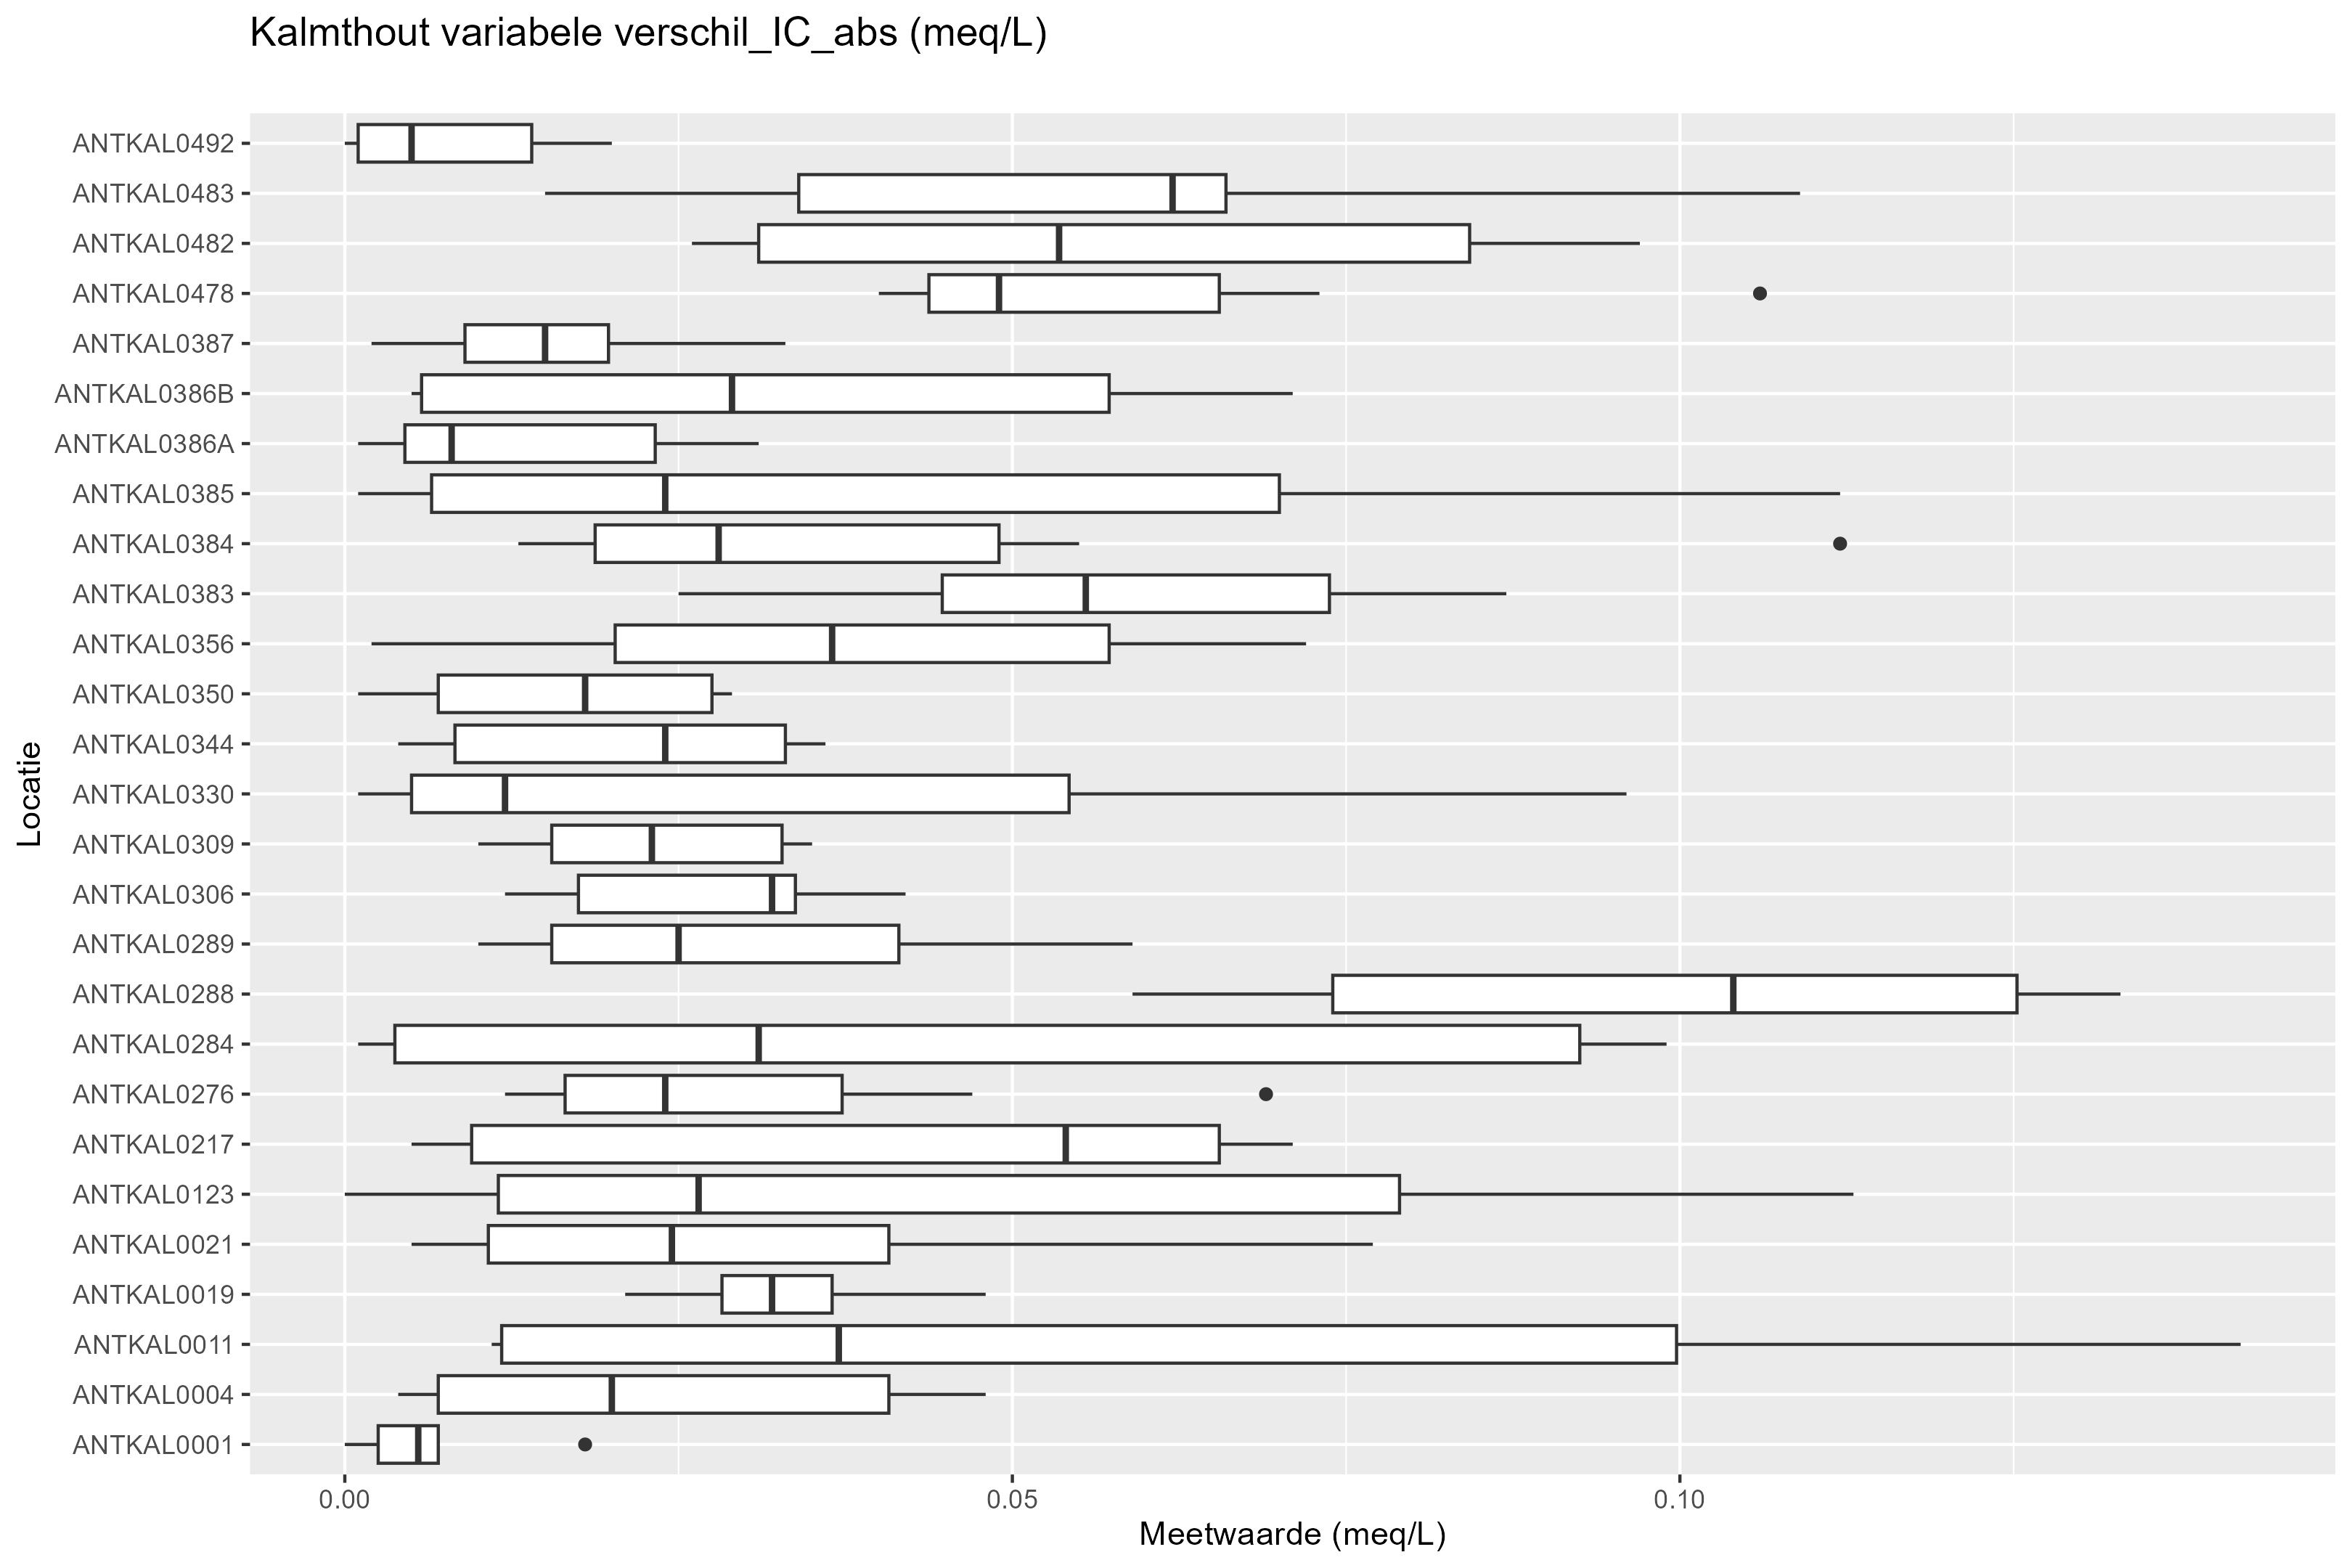 Kalmthout variabele verschil_IC_abs (meq/L)
ANTKAL0492
ANTKAL0483
ANTKAL0482
ANTKAL0478
ANTKAL0387
ANTKAL0386B
ANTKAL0386A
ANTKAL0385
ANTKAL0384
ANTKAL0383
ANTKAL0356
ANTKAL0350
ANTKAL0344
ANTKAL0330
ANTKAL0309
ANTKAL0306
ANTKAL0289
ANTKAL0288
ANTKAL0284
ANTKAL0276
ANTKAL0217
ANTKAL0123
ANTKAL0021
ANTKAL0019
ANTKAL0011
ANTKAL0004
ANTKAL0001
Locatie
0.00 0.05 0.10
Meetwaarde (meq/L)